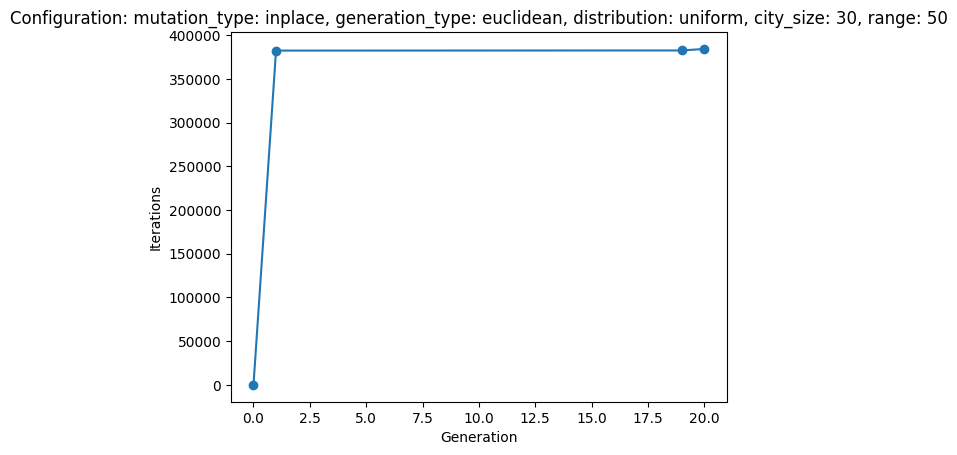 Configuration: mutation_type: inplace, generation_type: euclidean, distribution: uniform, city_size: 30, range: 50
400000
350000
300000
250000
200000
150000
100000
50000
0
Iterations
0.0 2.5 5.0 7.5 10.0 12.5 15.0 17.5 20.0
Generation